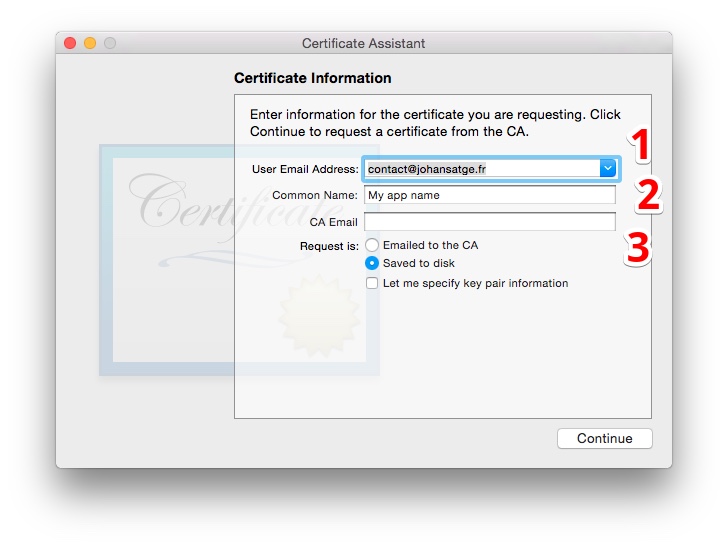 Certificate Assistant
Certificate Information
Enter information for the certificate you are requesting. Click
Continue to request a certificate from the CA.
1
User Email Address: contact@johansatge.fr
Common Name: My app name
2
CA Email
Request is: Emailed to the CA
3
Saved to disk
Let me specify key pair information
Certificate
Continue